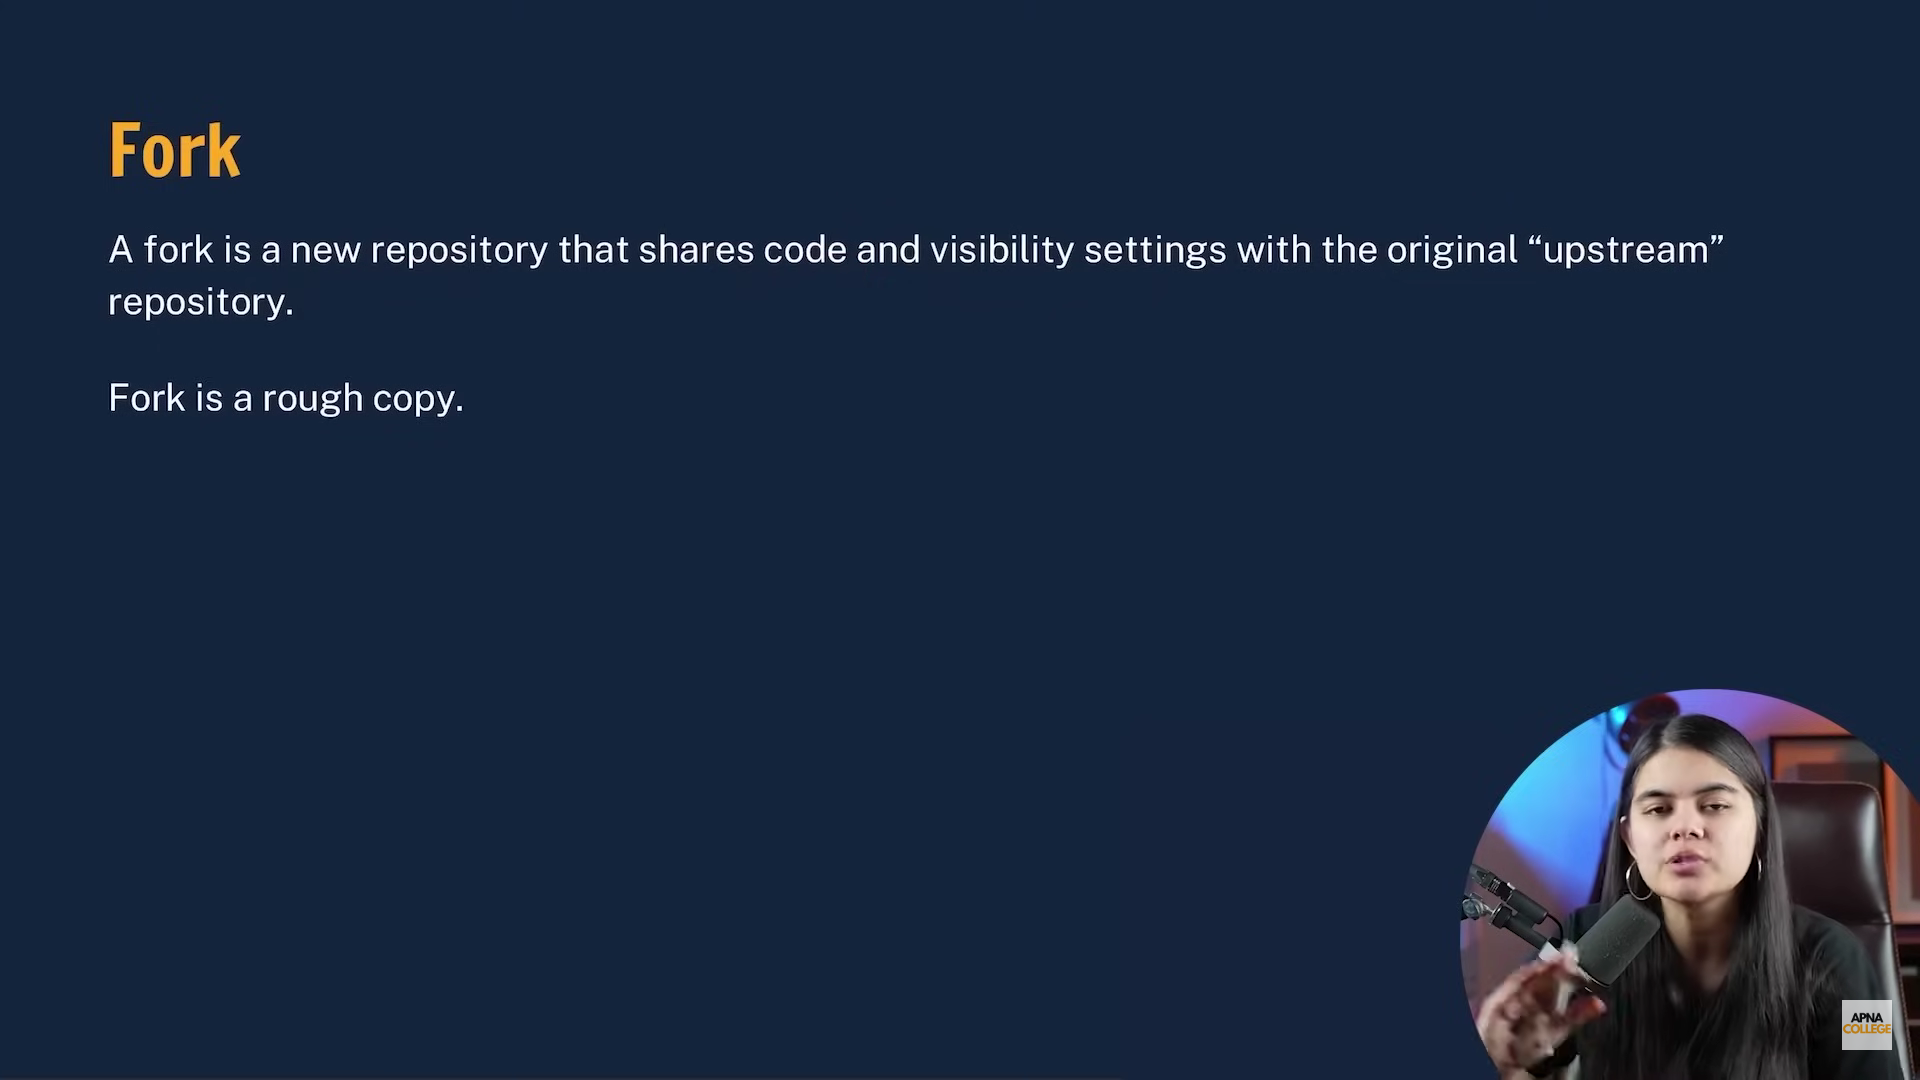 Fork
A fork is a new repository that shares code and visibility settings with the original “upstream”
repository.
Fork is a rough copy.
APNA
COLLEGE